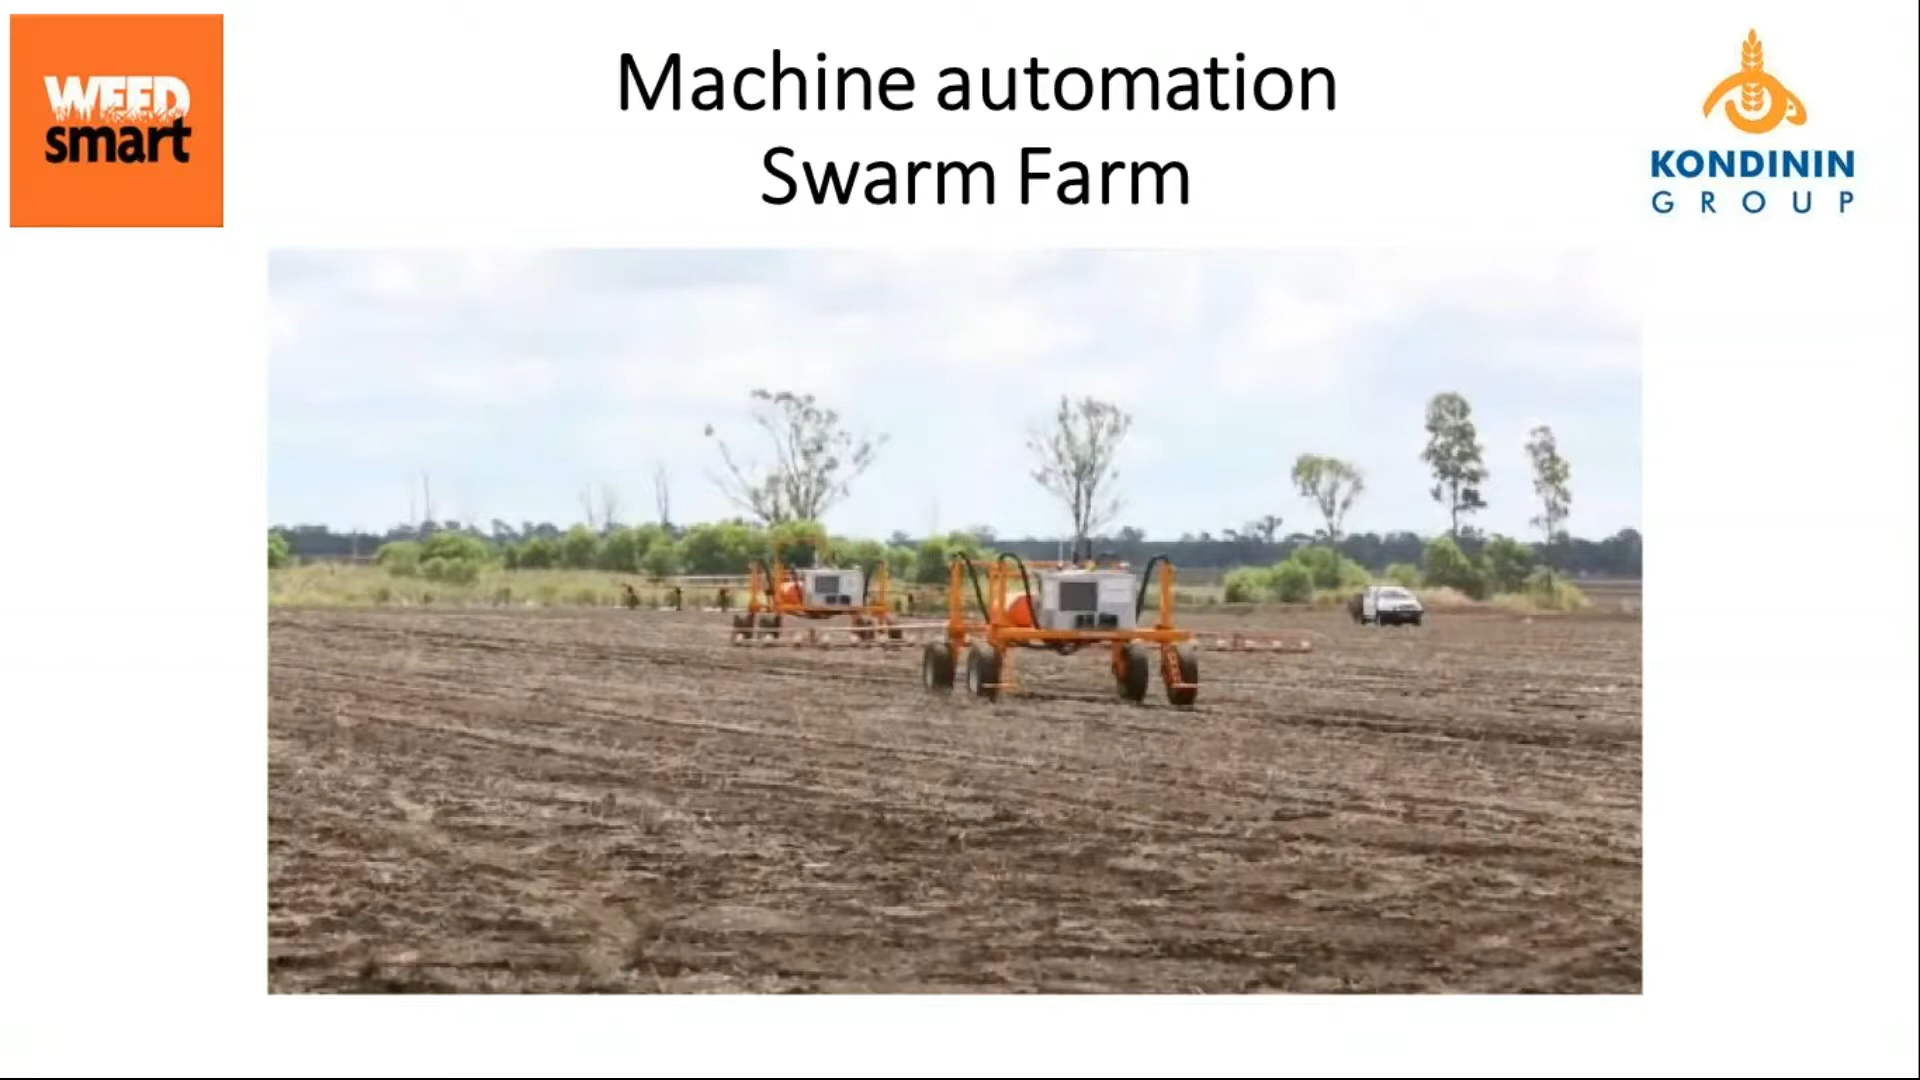 WEED
smart
Machine automation
Swarm Farm
KONDININ
GROUP